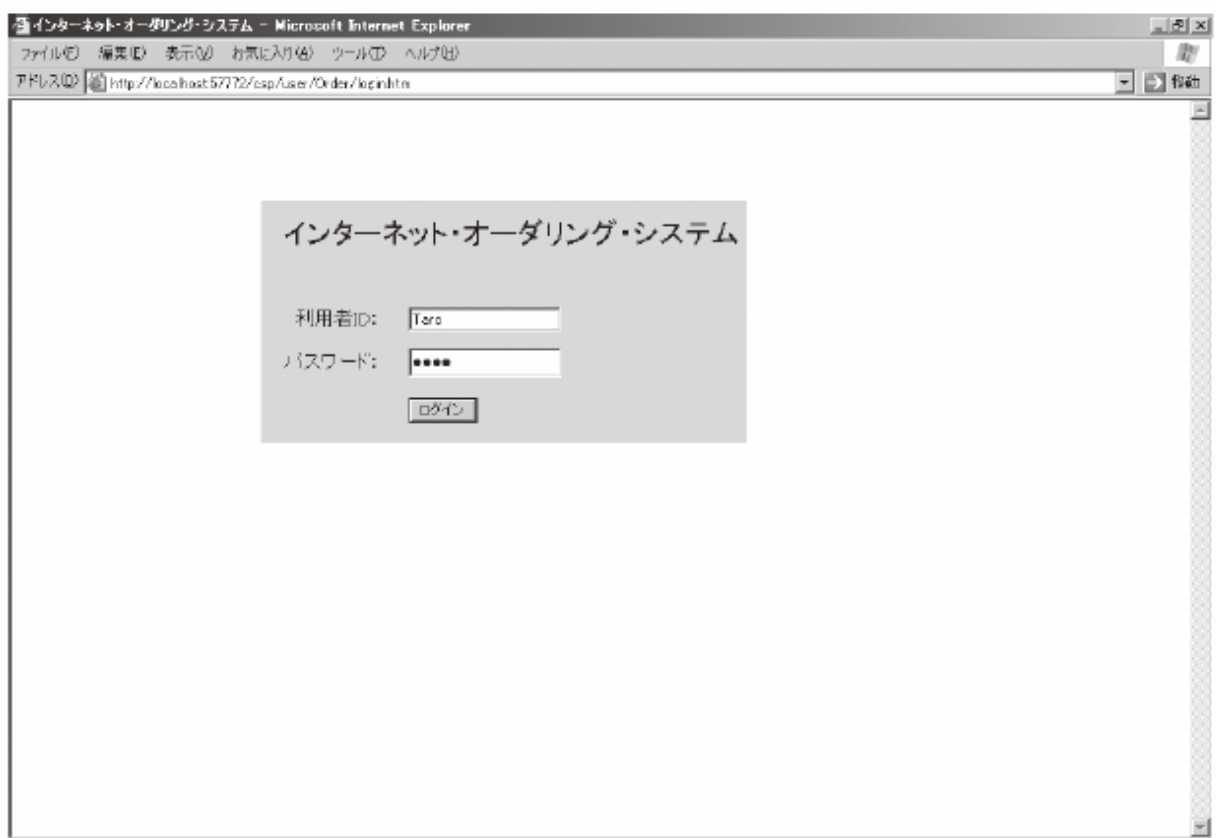 インターネット・オーダリング・システム - Microsoft Internet Explorer
ファイル(F) 編集(E) 表示(V) お気に入り(A) ツール(T) ヘルプ(H)
アドレス(D) http://localhost:57772/csp/user/Order/login.htm 移動
インターネット・オーダリング・システム
利用者ID: Taro
パスワード: ●●●●
ログイン